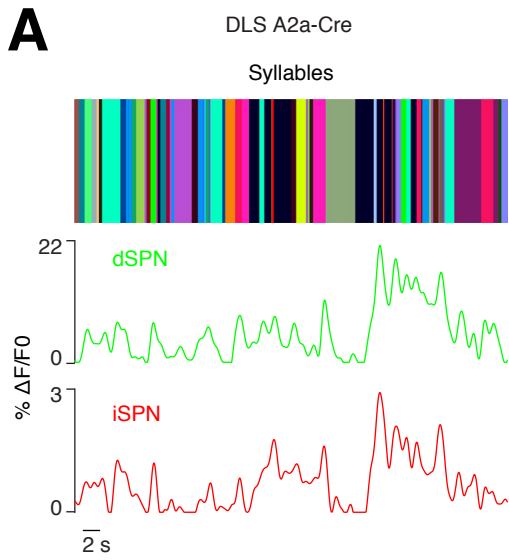 A
DLS A2a-Cre
Syllables
22
dSPN
0
% ΔF/F0
3
iSPN
0
2 s